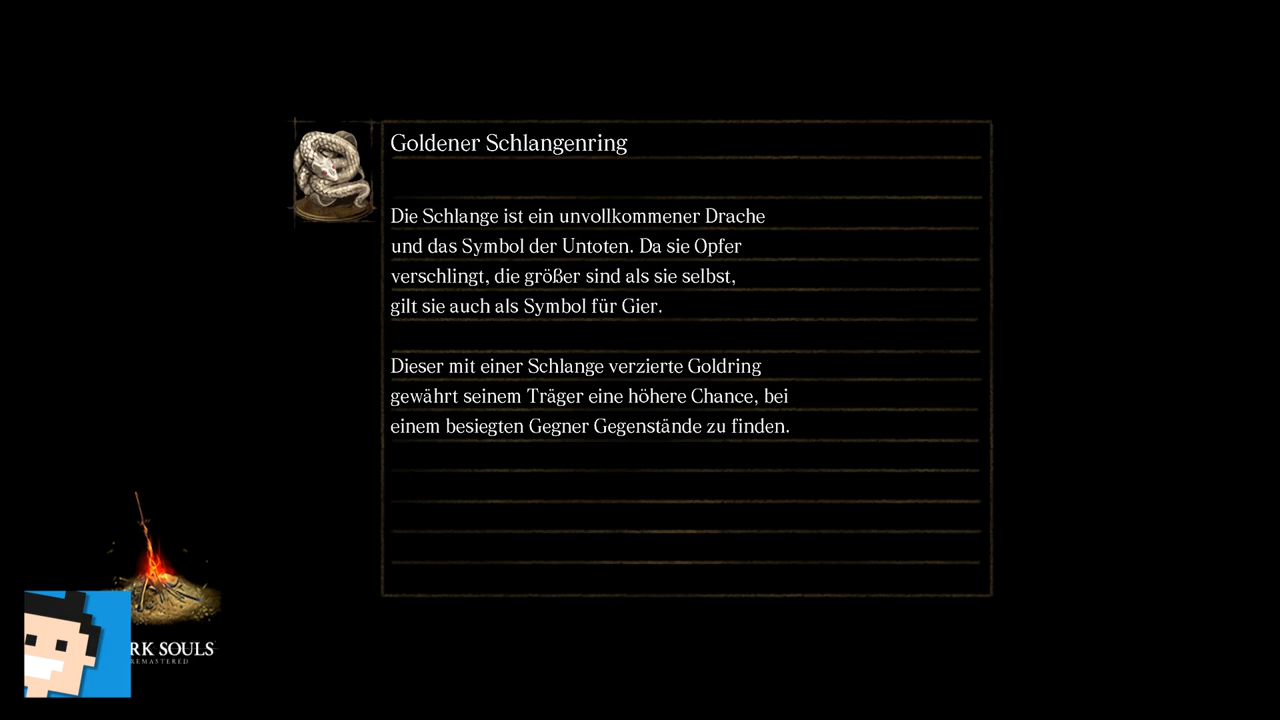 Goldener Schlangenring
Die Schlange ist ein unvollkommener Drache
und das Symbol der Untoten. Da sie Opfer
verschlingt, die größer sind als sie selbst,
gilt sie auch als Symbol für Gier.
Dieser mit einer Schlange verzierte Goldring
gewährt seinem Träger eine höhere Chance, bei
einem besiegten Gegner Gegenstände zu finden.
RK SOULS
REMASTERED